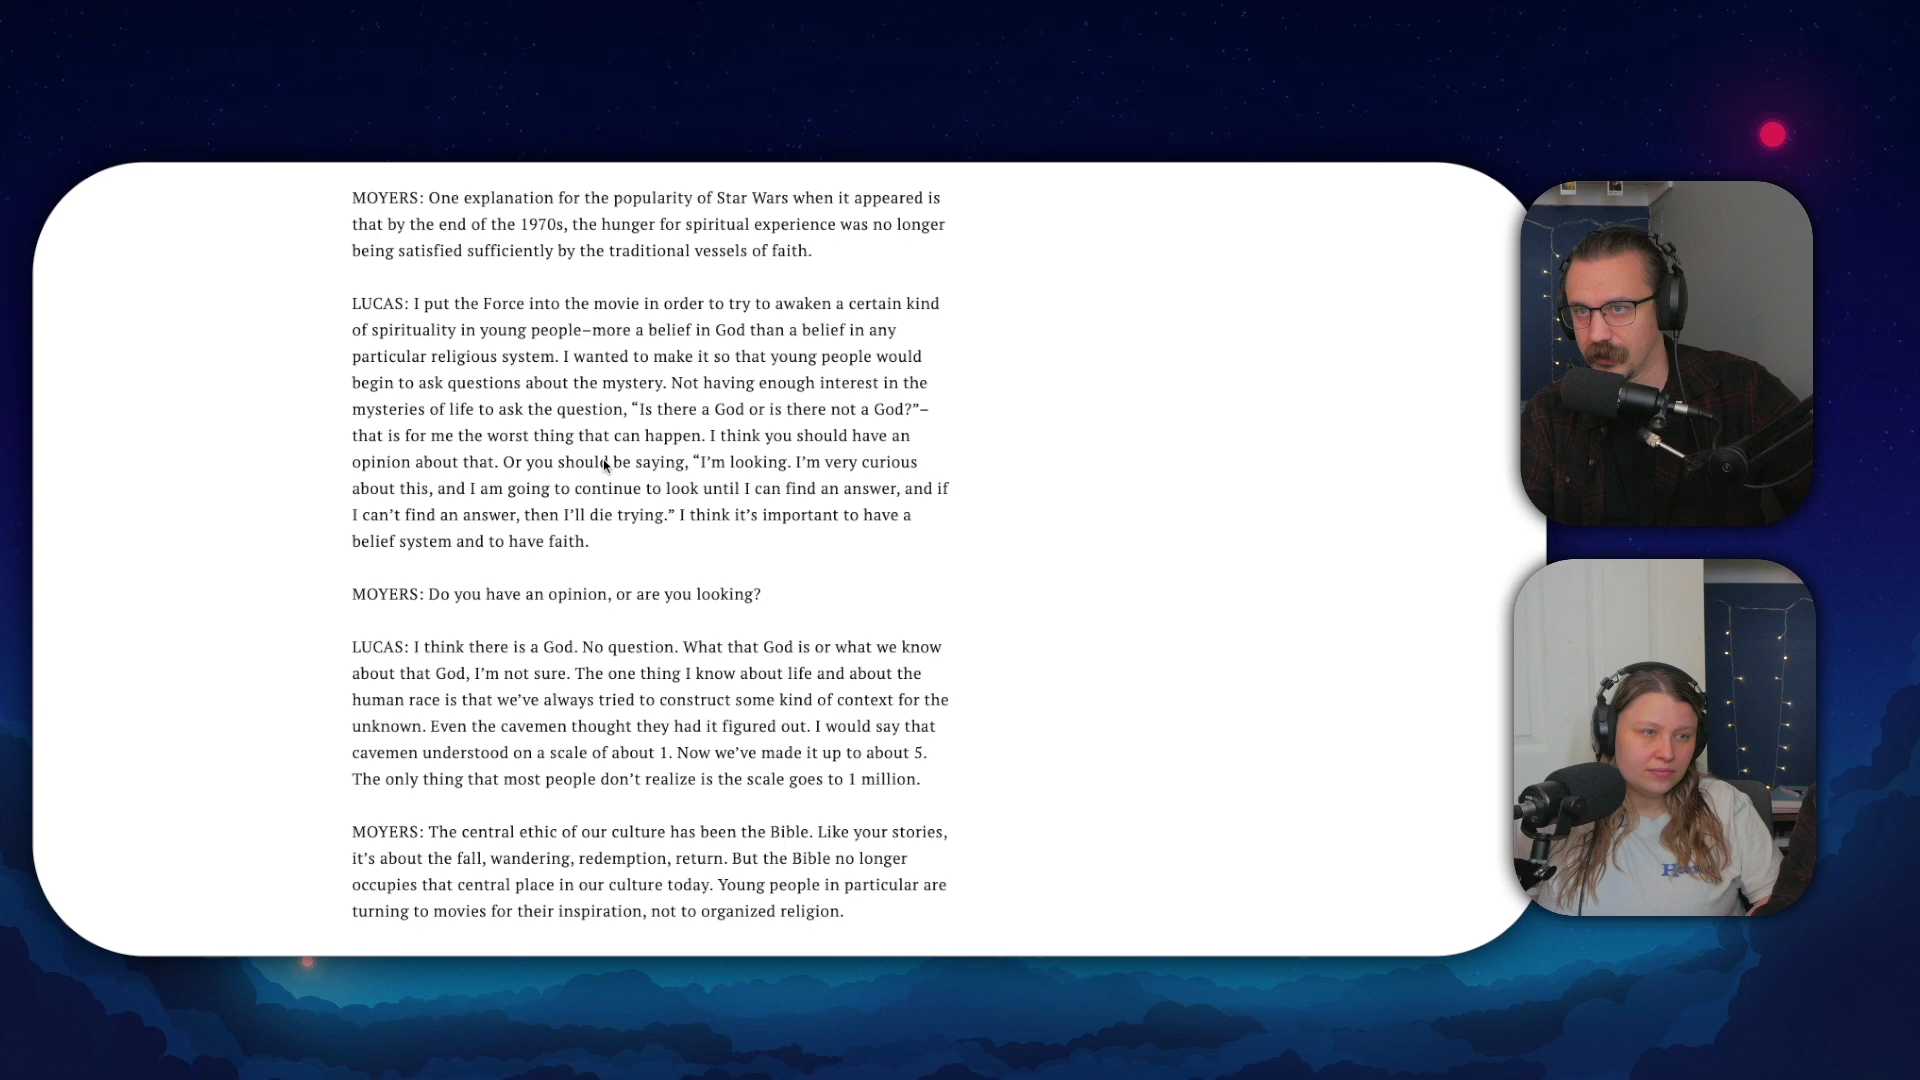 MOYERS: One explanation for the popularity of Star Wars when it appeared is
that by the end of the 1970s, the hunger for spiritual experience was no longer
being satisfied sufficiently by the traditional vessels of faith.
LUCAS: I put the Force into the movie in order to try to awaken a certain kind
of spirituality in young people–more a belief in God than a belief in any
particular religious system. I wanted to make it so that young people would
begin to ask questions about the mystery. Not having enough interest in the
mysteries of life to ask the question, “Is there a God or is there not a God?”–
that is for me the worst thing that can happen. I think you should have an
opinion about that. Or you should be saying, “I’m looking. I’m very curious
about this, and I am going to continue to look until I can find an answer, and if
I can’t find an answer, then I’ll die trying.” I think it’s important to have a
belief system and to have faith.
MOYERS: Do you have an opinion, or are you looking?
LUCAS: I think there is a God. No question. What that God is or what we know
about that God, I’m not sure. The one thing I know about life and about the
human race is that we’ve always tried to construct some kind of context for the
unknown. Even the cavemen thought they had it figured out. I would say that
cavemen understood on a scale of about 1. Now we’ve made it up to about 5.
The only thing that most people don’t realize is the scale goes to 1 million.
MOYERS: The central ethic of our culture has been the Bible. Like your stories,
it’s about the fall, wandering, redemption, return. But the Bible no longer
occupies that central place in our culture today. Young people in particular are
turning to movies for their inspiration, not to organized religion.